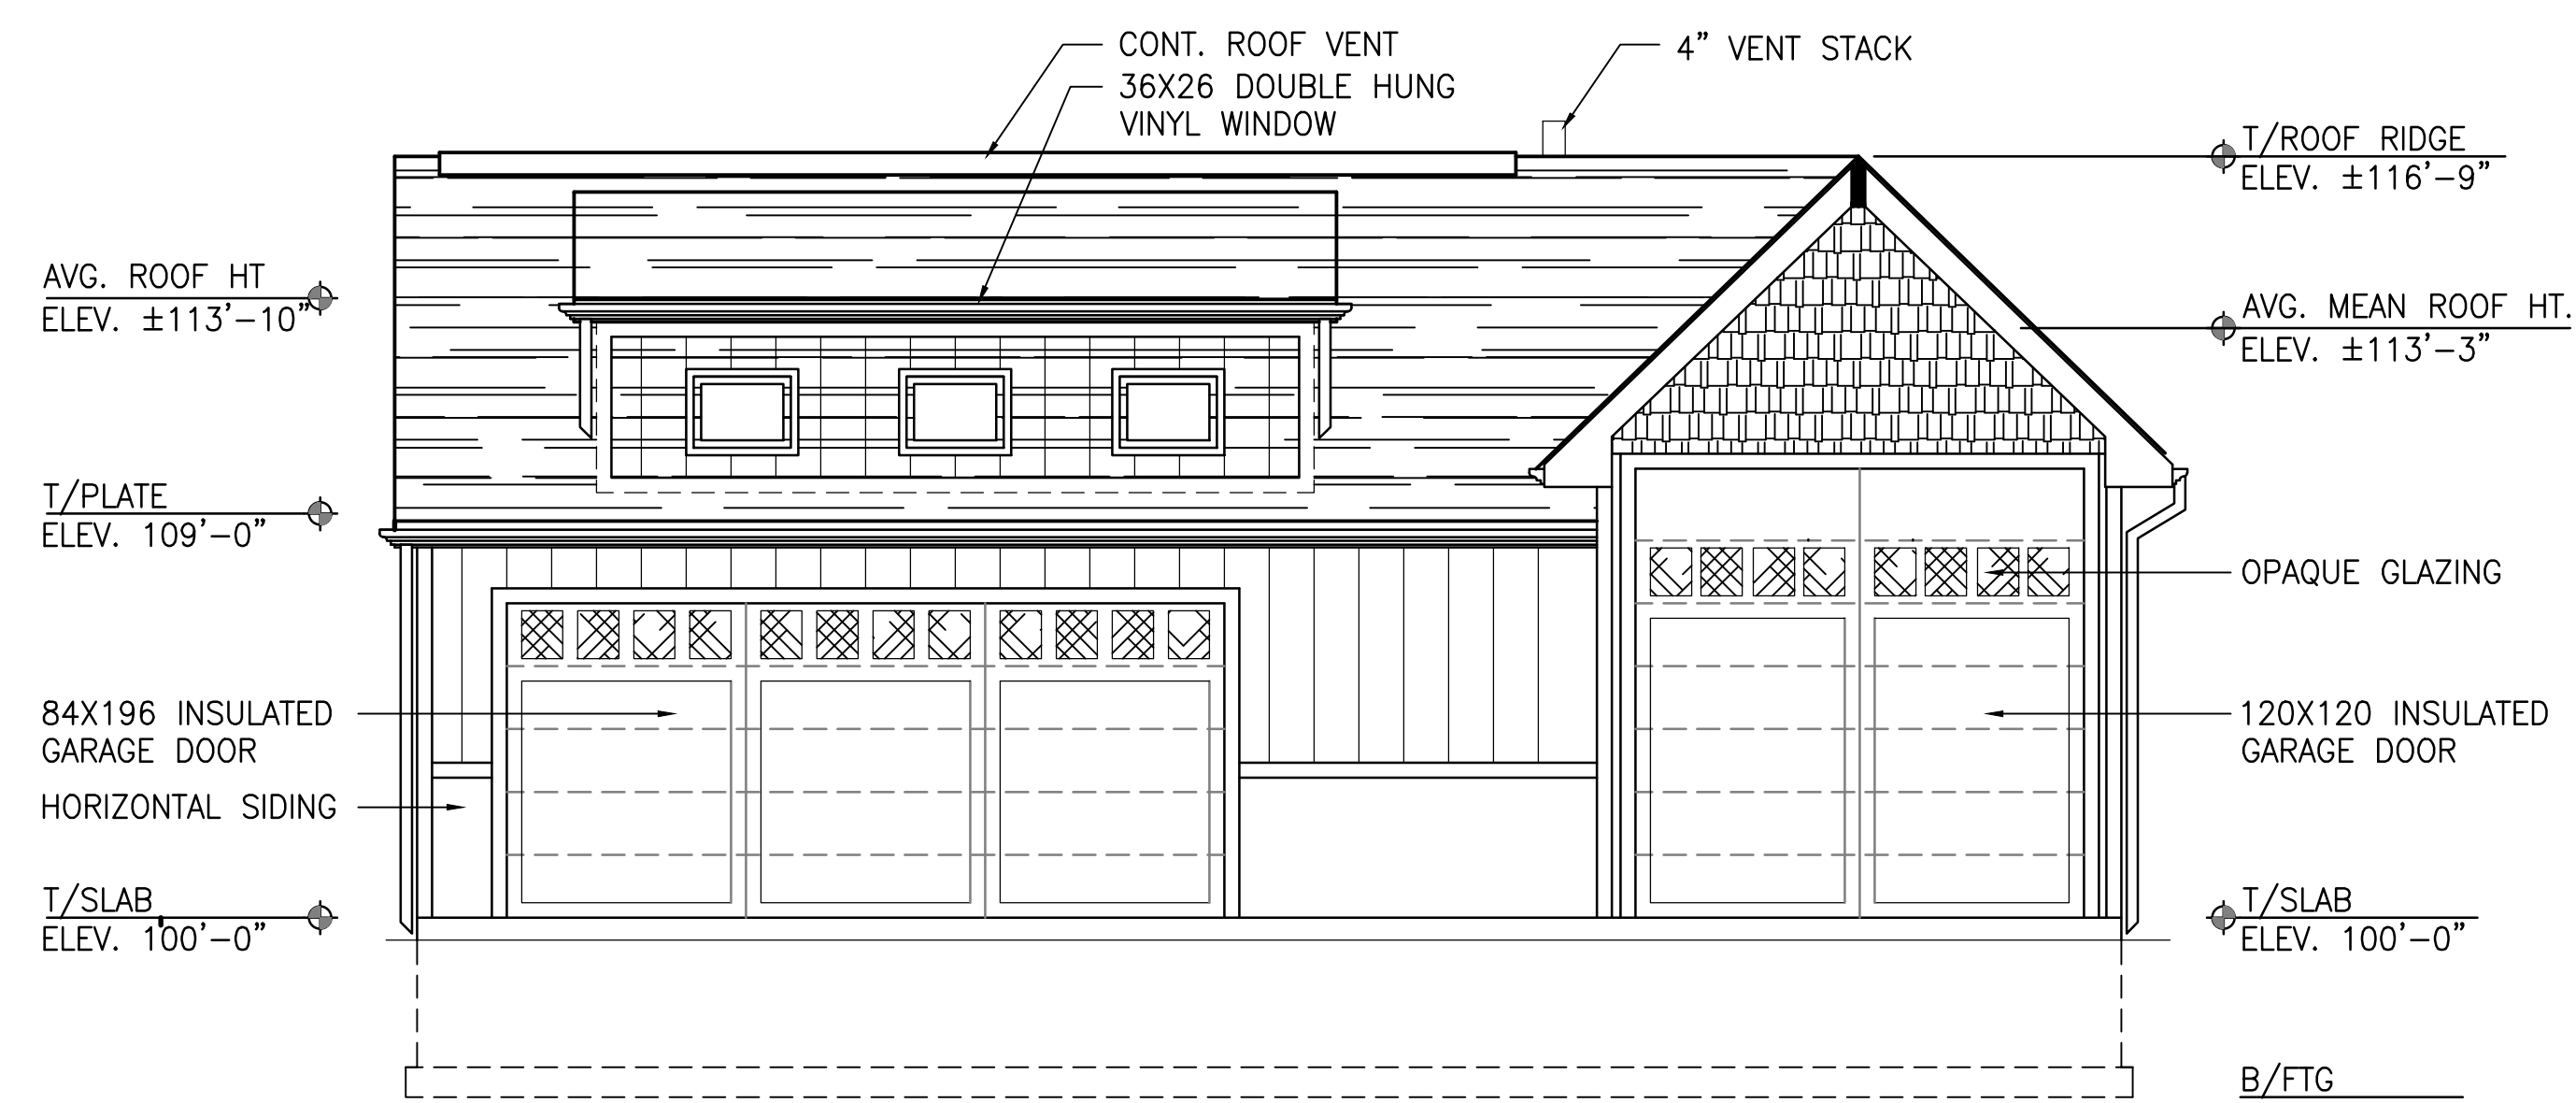 CONT. ROOF VENT
36X26 DOUBLE HUNG
VINYL WINDOW
4” VENT STACK
T/ROOF RIDGE
ELEV. ±116’-9”
AVG. ROOF HT
ELEV. ±113’-10”
AVG. MEAN ROOF HT.
ELEV. ±113’-3”
T/PLATE
ELEV. 109’-0”
OPAQUE GLAZING
84X196 INSULATED
GARAGE DOOR
120X120 INSULATED
GARAGE DOOR
HORIZONTAL SIDING
T/SLAB
ELEV. 100’-0”
T/SLAB
ELEV. 100’-0”
B/FTG